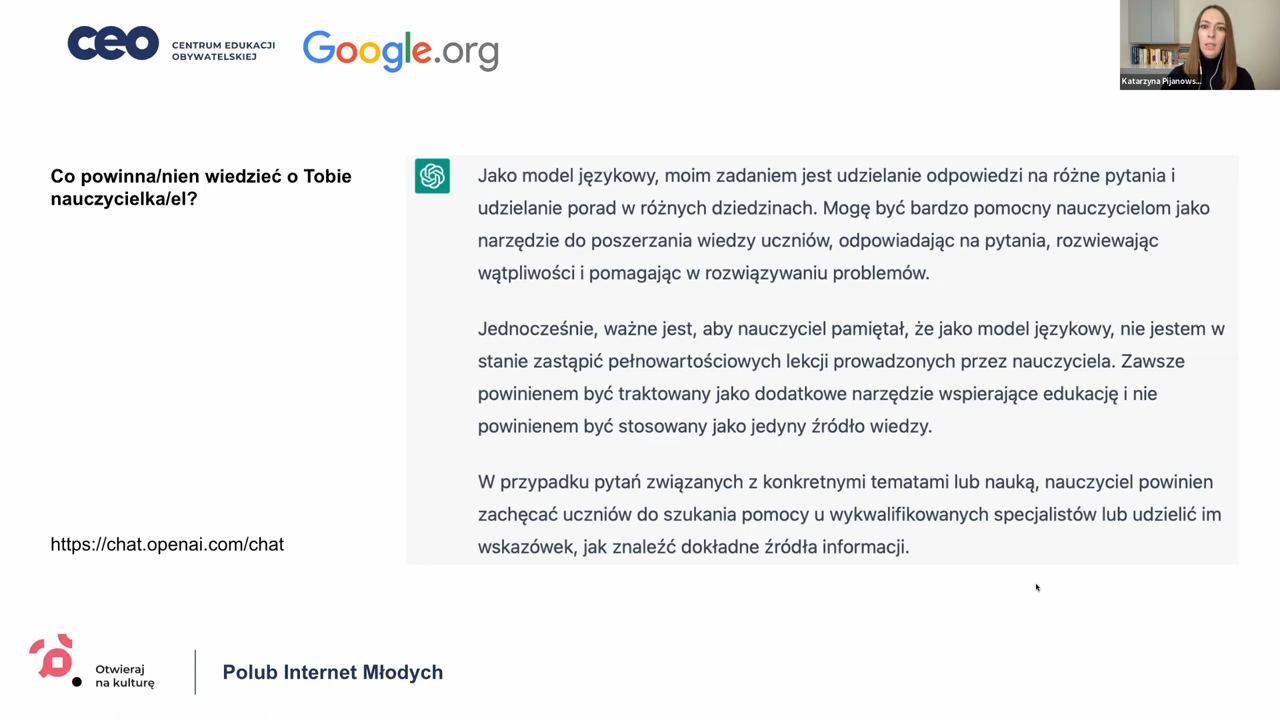 ceo
CENTRUM EDUKACJI
OBYWATELSKIEJ
Google.org
Katarzyna Pijanows...
Co powinna/nien wiedzieć o Tobie
nauczycielka/el?
Jako model językowy, moim zadaniem jest udzielanie odpowiedzi na różne pytania i
udzielanie porad w różnych dziedzinach. Mogę być bardzo pomocny nauczycielom jako
narzędzie do poszerzania wiedzy uczniów, odpowiadając na pytania, rozwiewając
wątpliwości i pomagając w rozwiązywaniu problemów.
Jednocześnie, ważne jest, aby nauczyciel pamiętał, że jako model językowy, nie jestem w
stanie zastąpić pełnowartościowych lekcji prowadzonych przez nauczyciela. Zawsze
powinienem być traktowany jako dodatkowe narzędzie wspierające edukację i nie
powinienem być stosowany jako jedyny źródło wiedzy.
W przypadku pytań związanych z konkretnymi tematami lub nauką, nauczyciel powinien
zachęcać uczniów do szukania pomocy u wykwalifikowanych specjalistów lub udzielić im
wskazówek, jak znaleźć dokładne źródła informacji.
https://chat.openai.com/chat
Otwieraj
na kulturę
Polub Internet Młodych